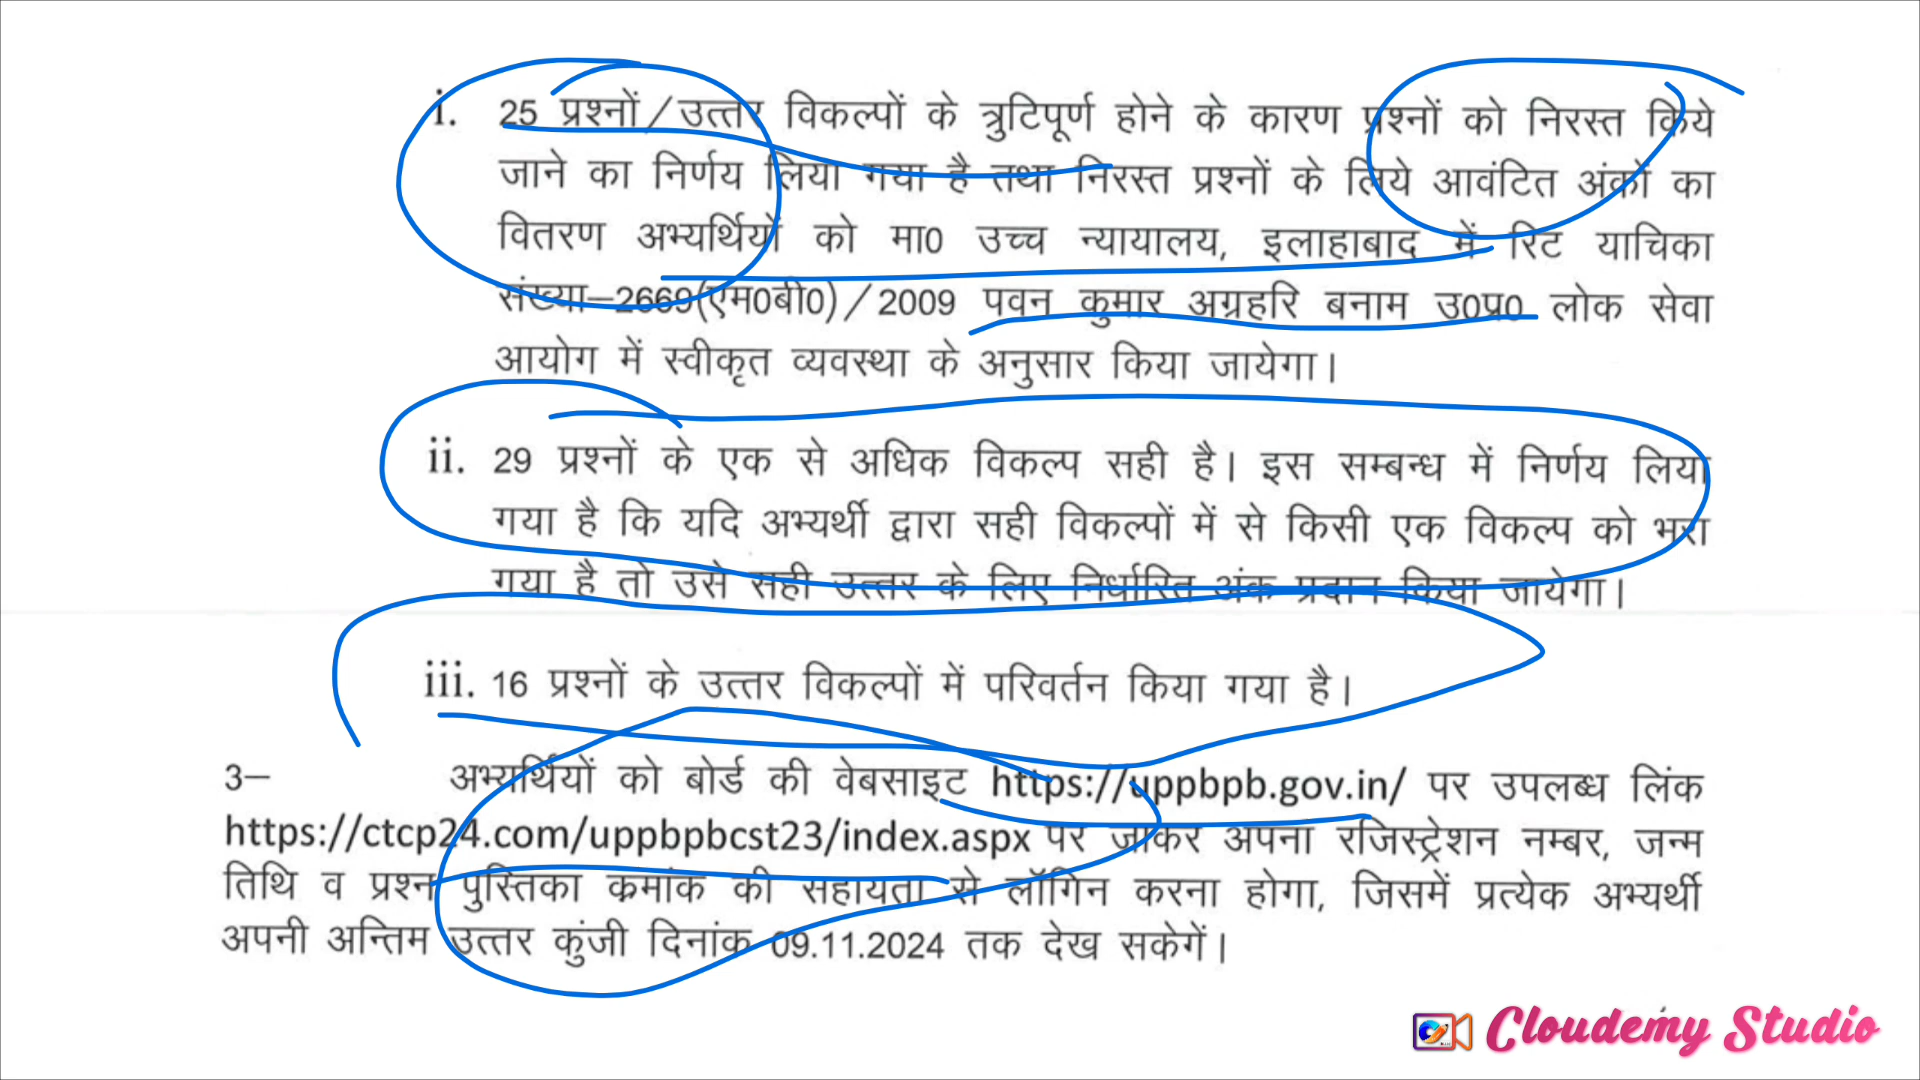 i. 25 प्रश्नों/उत्तर विकल्पों के त्रुटिपूर्ण होने के कारण प्रश्नों को निरस्त किये
जाने का निर्णय लिया गया है तथा निरस्त प्रश्नों के लिये आवंटित अंको का
वितरण अभ्यर्थियों को मा0 उच्च न्यायालय, इलाहाबाद में रिट याचिका
संख्या–2669(एम0बी0)/2009 पवन कुमार अग्रहरि बनाम उ0प्र0 लोक सेवा
आयोग में स्वीकृत व्यवस्था के अनुसार किया जायेगा।
ii. 29 प्रश्नों के एक से अधिक विकल्प सही है। इस सम्बन्ध में निर्णय लिया
गया है कि यदि अभ्यर्थी द्वारा सही विकल्पों में से किसी एक विकल्प को भरा
गया है तो उसे सही उत्तर के लिए निर्धारित अंक प्रदान किया जायेगा।
iii. 16 प्रश्नों के उत्तर विकल्पों में परिवर्तन किया गया है।
3– अभ्यर्थियों को बोर्ड की वेबसाइट https://uppbpb.gov.in/ पर उपलब्ध लिंक
https://ctcp24.com/uppbpbcst23/index.aspx पर जाकर अपना रजिस्ट्रेशन नम्बर, जन्म
तिथि व प्रश्न पुस्तिका क्रमांक की सहायता से लॉगिन करना होगा, जिसमें प्रत्येक अभ्यर्थी
अपनी अन्तिम उत्तर कुंजी दिनांक 09.11.2024 तक देख सकेगें।
Cloudemy Studio